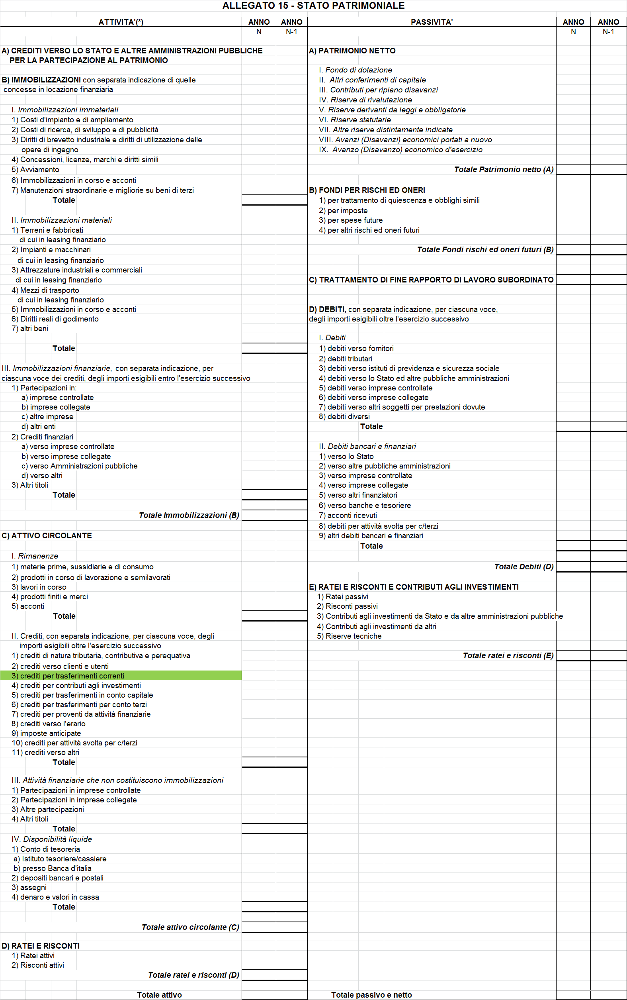 ALLEGATO 15 - STATO PATRIMONIALE
ATTIVITA'(*)
ANNO
ANNO
N
N-1
A) CREDITI VERSO LO STATO E ALTRE AMMINISTRAZIONI PUBBLICHE
PER LA PARTECIPAZIONE AL PATRIMONIO
B) IMMOBILIZZAZIONI con separata indicazione di quelle
concesse in locazione finanziaria
I. Immobilizzazioni immateriali
1) Costi d'impianto e di ampliamento
2) Costi di ricerca, di sviluppo e di pubblicità
3) Diritti di brevetto industriale e diritti di utilizzazione delle
opere di ingegno
4) Concessioni, licenze, marchi e diritti simili
5) Avviamento
6) Immobilizzazioni in corso e acconti
7) Manutenzioni straordinarie e migliorie su beni di terzi
Totale
II. Immobilizzazioni materiali
1) Terreni e fabbricati
di cui in leasing finanziario
2) Impianti e macchinari
di cui in leasing finanziario
3) Attrezzature industriali e commerciali
di cui in leasing finanziario
4) Mezzi di trasporto
di cui in leasing finanziario
5) Immobilizzazioni in corso e acconti
6) Diritti reali di godimento
7) altri beni
Totale
III. Immobilizzazioni finanziarie, con separata indicazione, per
ciascuna voce dei crediti, degli importi esigibili entro l'esercizio successivo
1) Partecipazioni in:
a) imprese controllate
b) imprese collegate
c) altre imprese
d) altri enti
2) Crediti finanziari
a) verso imprese controllate
b) verso imprese collegate
c) verso Amministrazioni pubbliche
d) verso altri
3) Altri titoli
Totale
Totale Immobilizzazioni (B)
C) ATTIVO CIRCOLANTE
I. Rimanenze
1) materie prime, sussidiarie e di consumo
2) prodotti in corso di lavorazione e semilavorati
3) lavori in corso
4) prodotti finiti e merci
5) acconti
Totale
II. Crediti, con separata indicazione, per ciascuna voce, degli
importi esigibili oltre l'esercizio successivo
1) crediti di natura tributaria, contributiva e perequativa
2) crediti verso clienti e utenti
3) crediti per trasferimenti correnti
4) crediti per contributi agli investimenti
5) crediti per trasferimenti in conto capitale
6) crediti per trasferimenti per conto terzi
7) crediti per proventi da attività finanziarie
8) crediti verso l'erario
9) imposte anticipate
10) crediti per attività svolta per c/terzi
11) crediti verso altri
Totale
III. Attività finanziarie che non costituiscono immobilizzazioni
1) Partecipazioni in imprese controllate
2) Partecipazioni in imprese collegate
3) Altre partecipazioni
4) Altri titoli
Totale
IV. Disponibilità liquide
1) Conto di tesoreria
a) Istituto tesoriere/cassiere
b) presso Banca d'italia
2) depositi bancari e postali
3) assegni
4) denaro e valori in cassa
Totale
Totale attivo circolante (C)
D) RATEI E RISCONTI
1) Ratei attivi
2) Risconti attivi
Totale ratei e risconti (D)
Totale attivo
PASSIVITA'
ANNO
ANNO
N
N-1
A) PATRIMONIO NETTO
I. Fondo di dotazione
II. Altri conferimenti di capitale
III. Contributi per ripiano disavanzi
IV. Riserve di rivalutazione
V. Riserve derivanti da leggi e obbligatorie
VI. Riserve statutarie
VII. Altre riserve distintamente indicate
VIII. Avanzi (Disavanzi) economici portati a nuovo
IX. Avanzo (Disavanzo) economico d'esercizio
Totale Patrimonio netto (A)
B) FONDI PER RISCHI ED ONERI
1) per trattamento di quiescenza e obblighi simili
2) per imposte
3) per spese future
4) per altri rischi ed oneri futuri
Totale Fondi rischi ed oneri futuri (B)
C) TRATTAMENTO DI FINE RAPPORTO DI LAVORO SUBORDINATO
D) DEBITI, con separata indicazione, per ciascuna voce,
degli importi esigibili oltre l'esercizio successivo
I. Debiti
1) debiti verso fornitori
2) debiti tributari
3) debiti verso istituti di previdenza e sicurezza sociale
4) debiti verso lo Stato ed altre pubbliche amministrazioni
5) debiti verso imprese controllate
6) debiti verso imprese collegate
7) debiti verso altri soggetti per prestazioni dovute
8) debiti diversi
Totale
II. Debiti bancari e finanziari
1) verso lo Stato
2) verso altre pubbliche amministrazioni
3) verso imprese controllate
4) verso imprese collegate
5) verso altri finanziatori
6) verso banche e tesoriere
7) acconti ricevuti
8) debiti per attività svolta per c/terzi
9) altri debiti bancari e finanziari
Totale
Totale Debiti (D)
E) RATEI E RISCONTI E CONTRIBUTI AGLI INVESTIMENTI
1) Ratei passivi
2) Risconti passivi
3) Contributi agli investimenti da Stato e da altre amministrazioni pubbliche
4) Contributi agli investimenti da altri
5) Riserve tecniche
Totale ratei e risconti (E)
Totale passivo e netto